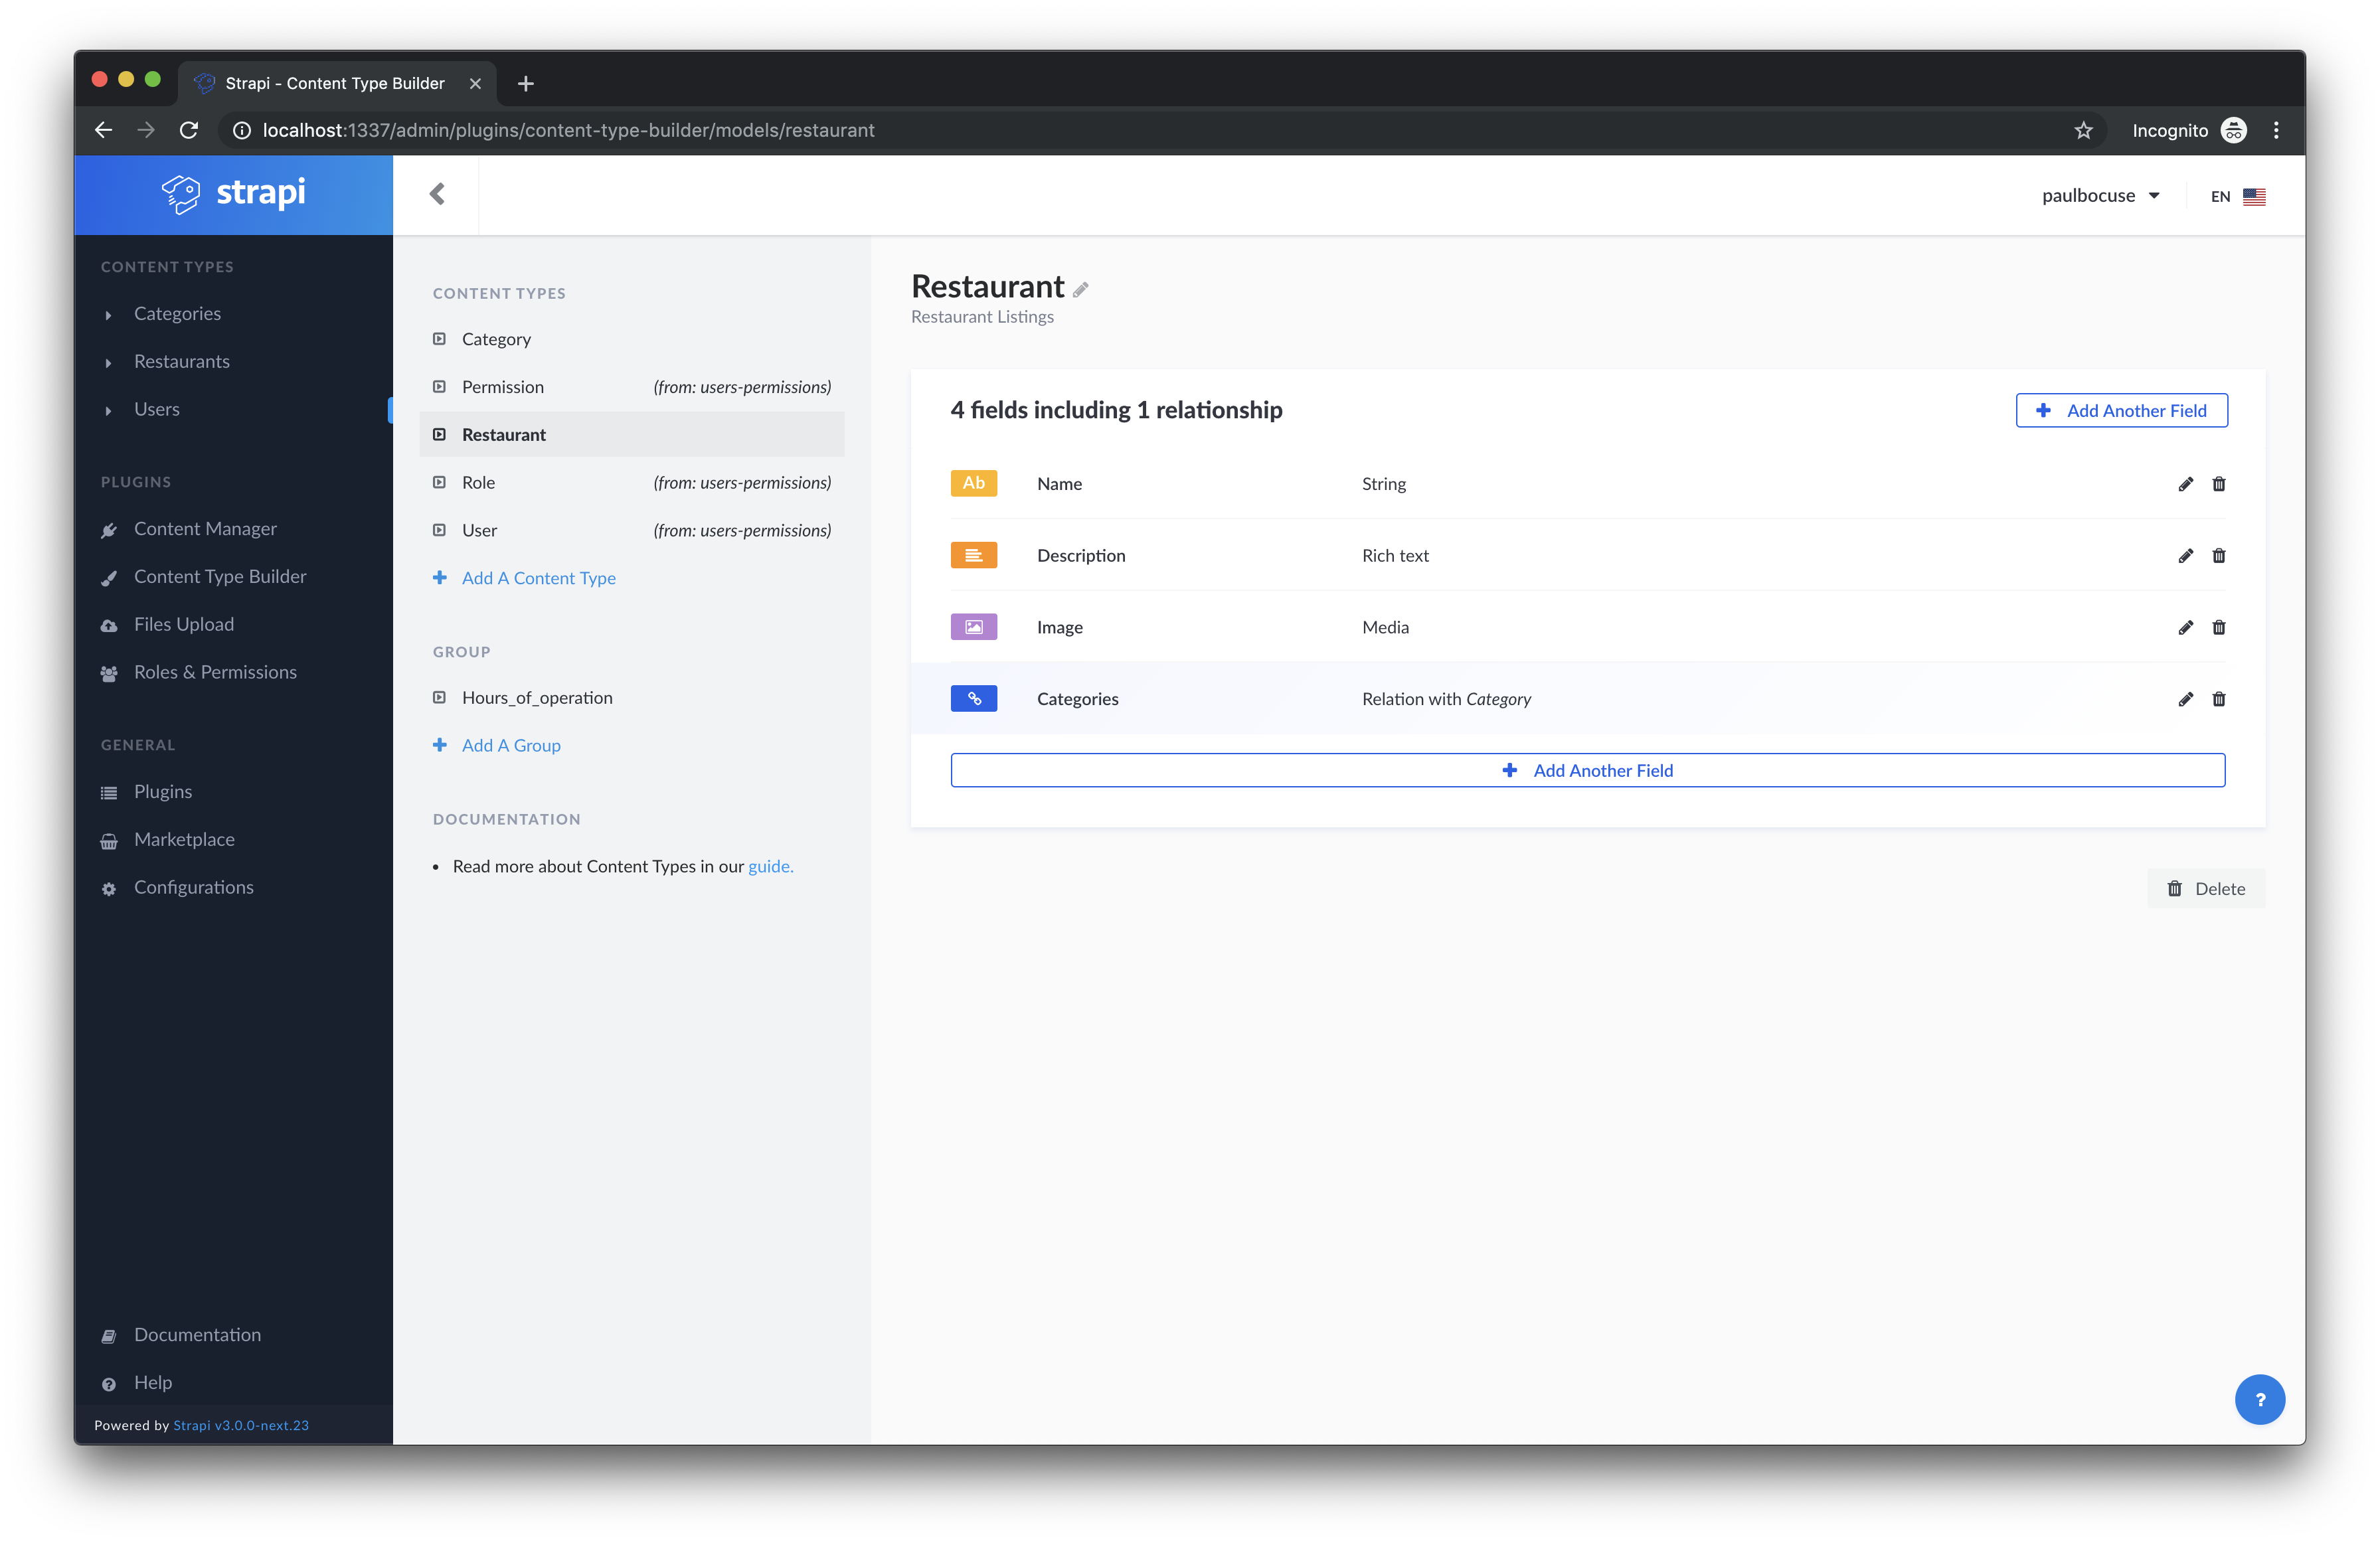 Strapi - Content Type Builder
localhost:1337/admin/plugins/content-type-builder/models/restaurant
Incognito
strapi
paulbocuse
EN
CONTENT TYPES
Categories
Restaurants
Users
PLUGINS
Content Manager
Content Type Builder
Files Upload
Roles & Permissions
GENERAL
Plugins
Marketplace
Configurations
Documentation
Help
Powered by Strapi v3.0.0-next.23
CONTENT TYPES
Category
Permission (from: users-permissions)
Restaurant
Role (from: users-permissions)
User (from: users-permissions)
Add A Content Type
GROUP
Hours_of_operation
Add A Group
DOCUMENTATION
Read more about Content Types in our guide.
Restaurant
Restaurant Listings
4 fields including 1 relationship
Add Another Field
Ab Name String
Description Rich text
Image Media
Categories Relation with Category
Add Another Field
Delete
?